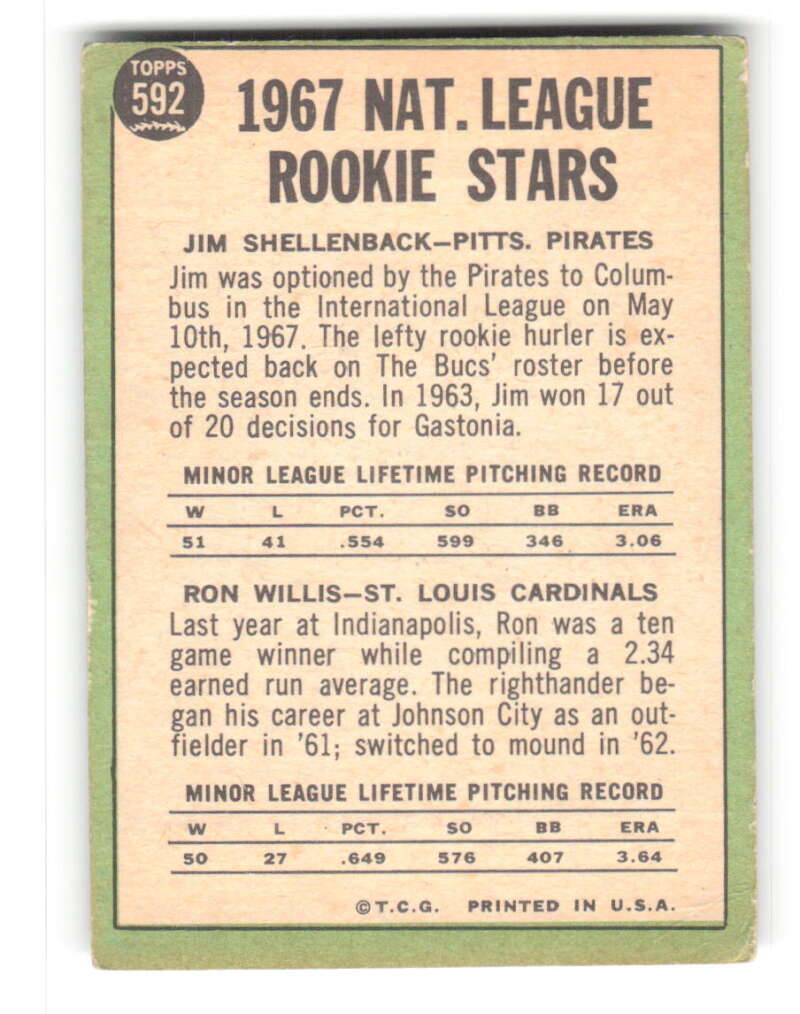 TOPPS
592
1967 NAT. LEAGUE
ROOKIE STARS
JIM SHELLENBACK—PITTS. PIRATES
Jim was optioned by the Pirates to Colum-
bus in the International League on May
10th, 1967. The lefty rookie hurler is ex-
pected back on The Bucs' roster before
the season ends. In 1963, Jim won 17 out
of 20 decisions for Gastonia.
MINOR LEAGUE LIFETIME PITCHING RECORD
W L PCT. SO BB ERA
51 41 .554 599 346 3.06
RON WILLIS—ST. LOUIS CARDINALS
Last year at Indianapolis, Ron was a ten
game winner while compiling a 2.34
earned run average. The righthander be-
gan his career at Johnson City as an out-
fielder in '61; switched to mound in '62.
MINOR LEAGUE LIFETIME PITCHING RECORD
W L PCT. SO BB ERA
50 27 .649 576 407 3.64
© T.C.G. PRINTED IN U.S.A.